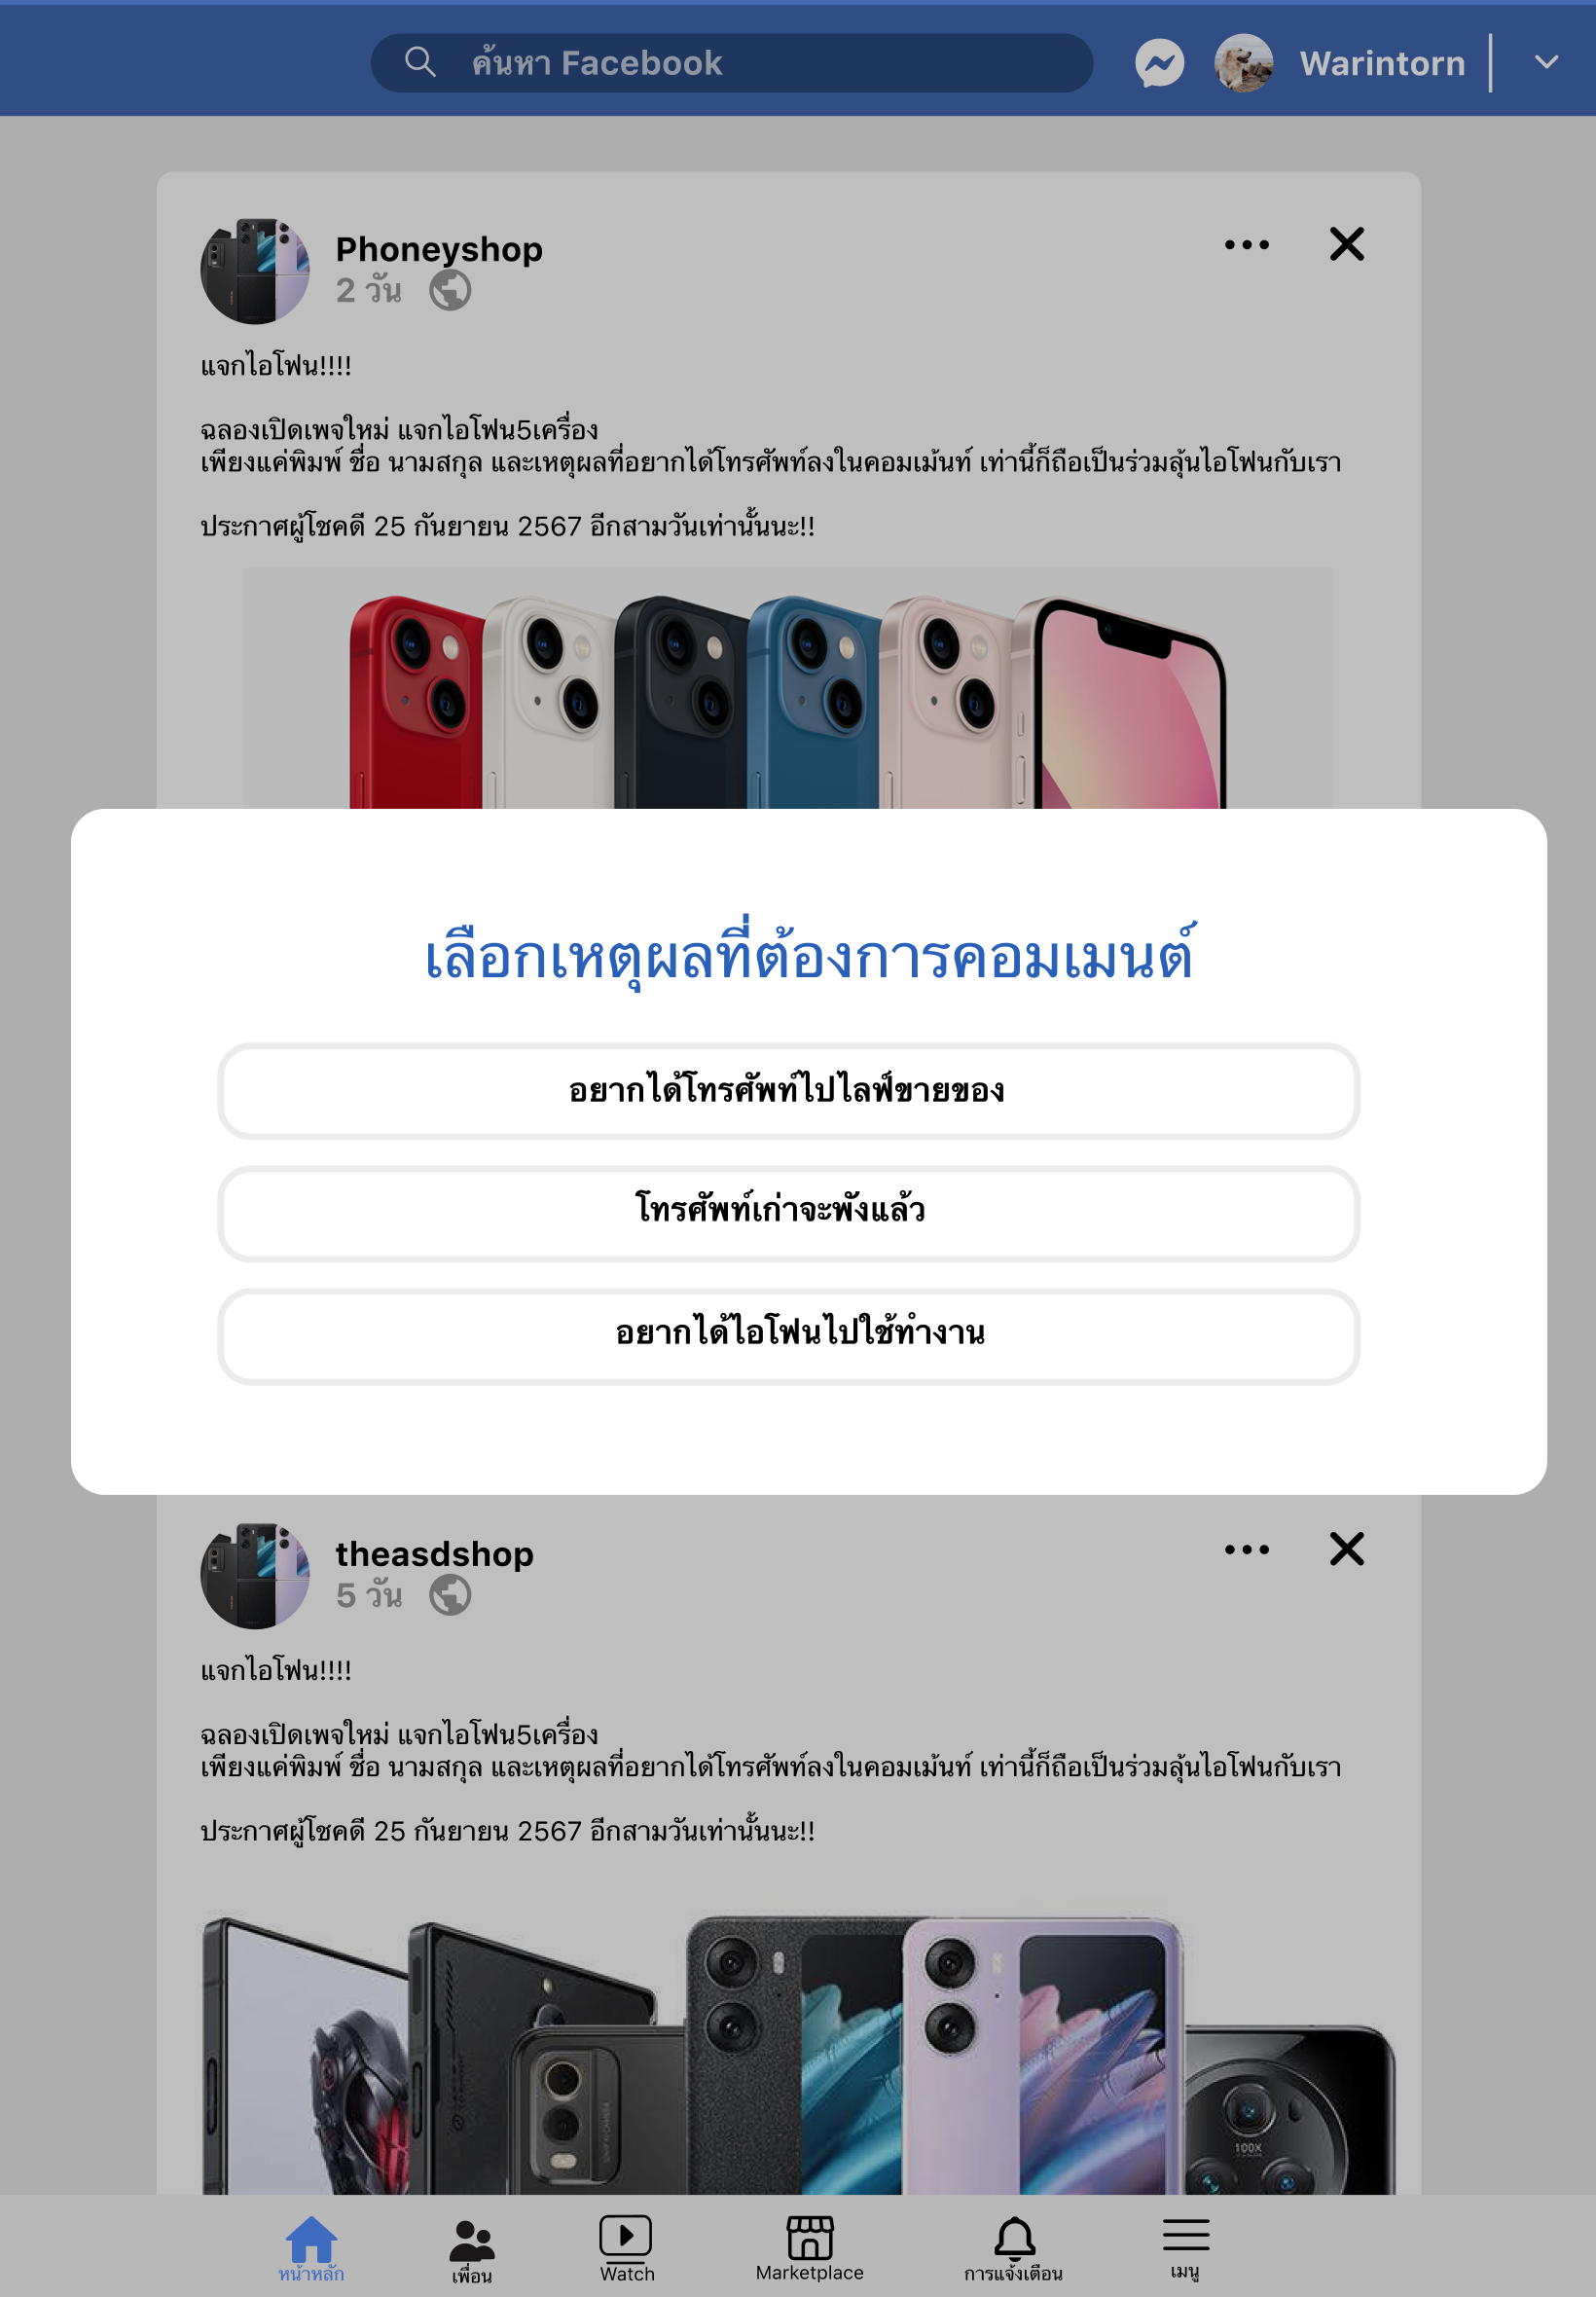 ค้นหา Facebook
Warintorn
Phoneyshop
2 วัน
แจกไอโฟน!!!!
ฉลองเปิดเพจใหม่ แจกไอโฟน5เครื่อง
เพียงแค่พิมพ์ ชื่อ นามสกุล และเหตุผลที่อยากได้โทรศัพท์ลงในคอมเม้นท์ เท่านี้ก็ถือเป็นร่วมลุ้นไอโฟนกับเรา
ประกาศผู้โชคดี 25 กันยายน 2567 อีกสามวันเท่านั้นนะ!!
เลือกเหตุผลที่ต้องการคอมเมนต์
อยากได้โทรศัพท์ไปไลฟ์ขายของ
โทรศัพท์เก่าจะพังแล้ว
อยากได้ไอโฟนไปใช้ทำงาน
theasdshop
5 วัน
แจกไอโฟน!!!!
ฉลองเปิดเพจใหม่ แจกไอโฟน5เครื่อง
เพียงแค่พิมพ์ ชื่อ นามสกุล และเหตุผลที่อยากได้โทรศัพท์ลงในคอมเม้นท์ เท่านี้ก็ถือเป็นร่วมลุ้นไอโฟนกับเรา
ประกาศผู้โชคดี 25 กันยายน 2567 อีกสามวันเท่านั้นนะ!!
100X
หน้าหลัก
เพื่อน
Watch
Marketplace
การแจ้งเตือน
เมนู